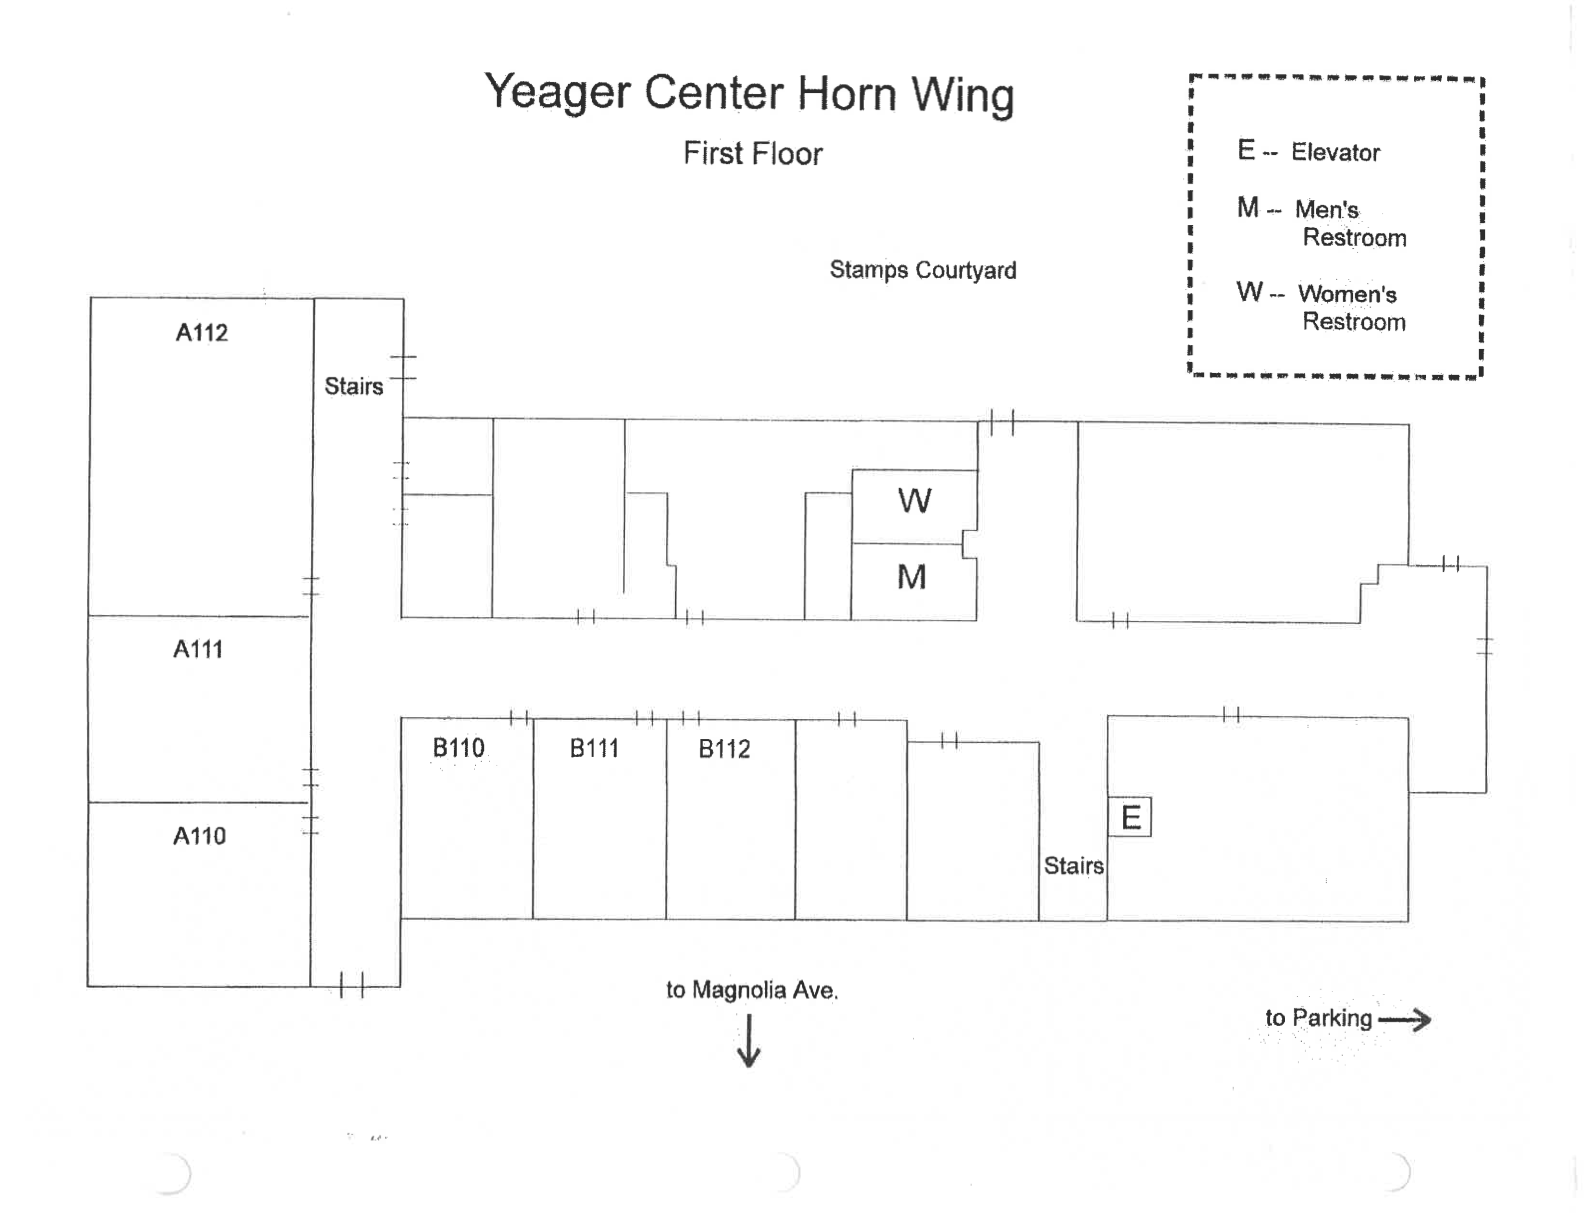 Yeager Center Horn Wing
First Floor
E -- Elevator
M -- Men's
Restroom
W -- Women's
Restroom
Stamps Courtyard
A112
Stairs
W
M
A111
B110
B111
B112
A110
E
Stairs
to Magnolia Ave.
to Parking